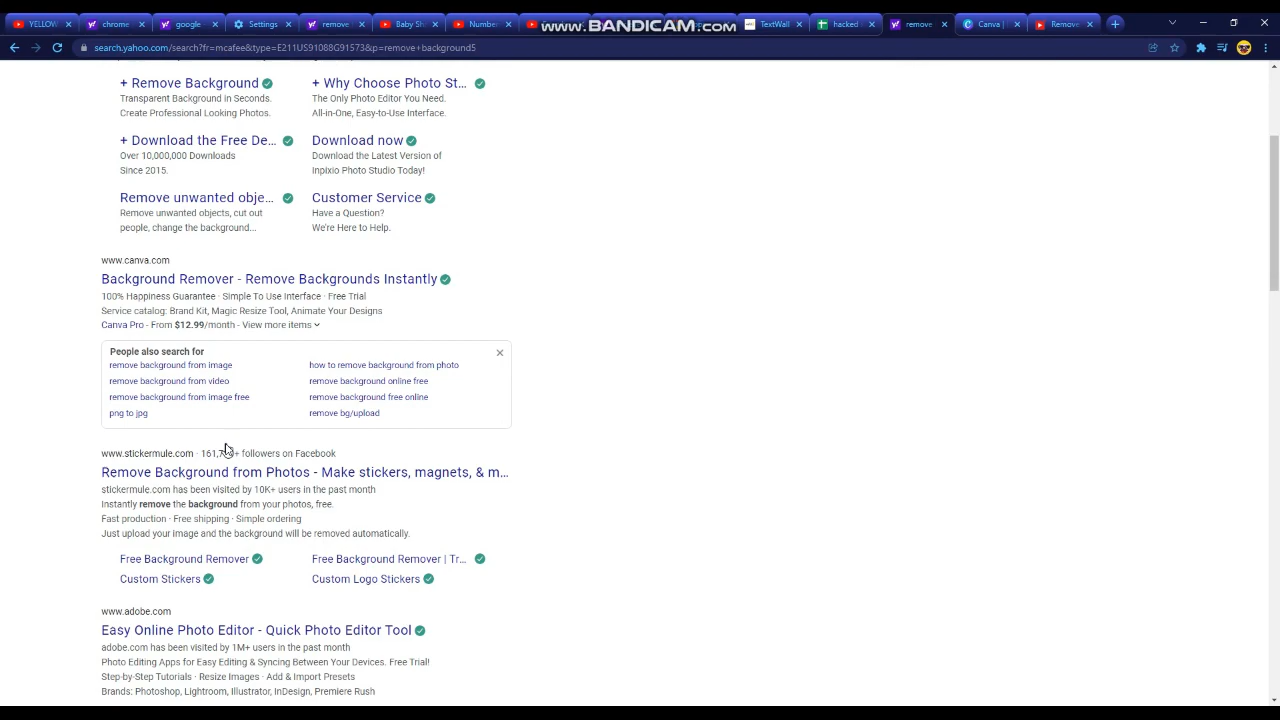 YELLOW
chrome
google
Settings
remove
Baby Sh
Number
www.BANDICAM.com
TextWall
hacked
remove
Canva |
Remove
search.yahoo.com/search?fr=mcafee&type=E211US91088G91573&p=remove+background5
+ Remove Background
Transparent Background in Seconds.
Create Professional Looking Photos.
+ Why Choose Photo St...
The Only Photo Editor You Need.
All-in-One, Easy-to-Use Interface.
+ Download the Free De...
Over 10,000,000 Downloads
Since 2015.
Download now
Download the Latest Version of
Inpixio Photo Studio Today!
Remove unwanted obje...
Remove unwanted objects, cut out
people, change the background...
Customer Service
Have a Question?
We're Here to Help.
www.canva.com
Background Remover - Remove Backgrounds Instantly
100% Happiness Guarantee · Simple To Use Interface · Free Trial
Service catalog: Brand Kit, Magic Resize Tool, Animate Your Designs
Canva Pro - From $12.99/month - View more items
People also search for
remove background from image
how to remove background from photo
remove background from video
remove background online free
remove background from image free
remove background free online
png to jpg
remove bg/upload
www.stickermule.com · followers on Facebook
Remove Background from Photos - Make stickers, magnets, & m...
stickermule.com has been visited by 10K+ users in the past month
Instantly remove the background from your photos, free.
Fast production · Free shipping · Simple ordering
Just upload your image and the background will be removed automatically.
Free Background Remover
Free Background Remover | Tr...
Custom Stickers
Custom Logo Stickers
www.adobe.com
Easy Online Photo Editor - Quick Photo Editor Tool
adobe.com has been visited by 1M+ users in the past month
Photo Editing Apps for Easy Editing & Syncing Between Your Devices. Free Trial!
Step-by-Step Tutorials · Resize Images · Add & Import Presets
Brands: Photoshop, Lightroom, Illustrator, InDesign, Premiere Rush